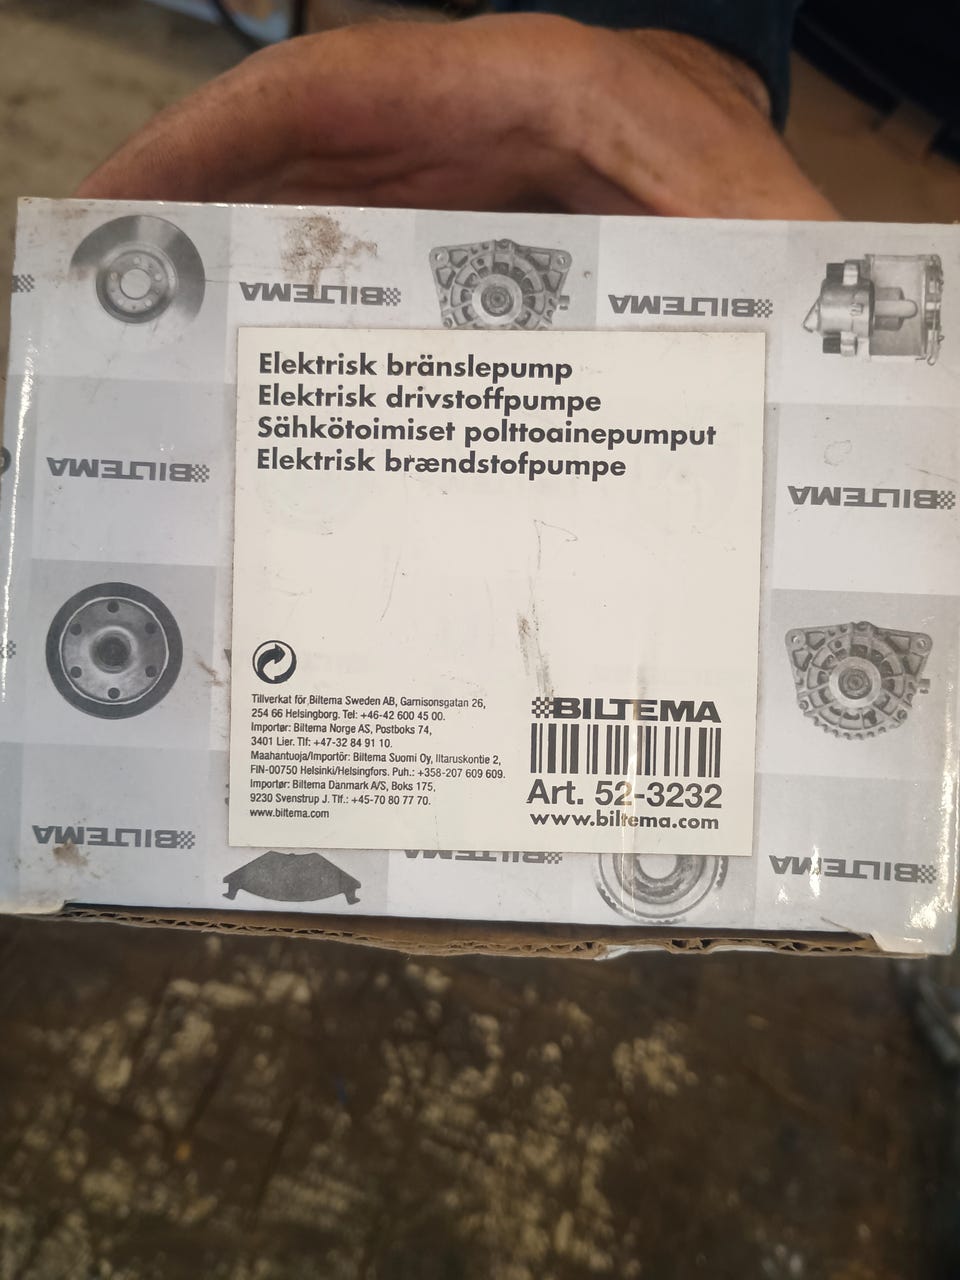 BILTEMA
BILTEMA
Elektrisk bränslepump
Elektrisk drivstoffpumpe
Sähkötoimiset polttoainepumput
Elektrisk brændstofpumpe
BILTEMA
BILTEMA
Tillverkat för Biltema Sweden AB, Garnisonsgatan 26,
254 66 Helsingborg. Tel: +46-42 600 45 00.
Importør: Biltema Norge AS, Postboks 74,
3401 Lier. Tlf: +47-32 84 91 10.
Maahantuoja/Importör: Biltema Suomi Oy, Iltaruskontie 2,
FIN-00750 Helsinki/Helsingfors. Puh.: +358-207 609 609.
Importør: Biltema Danmark A/S, Boks 175,
9230 Svenstrup J. Tlf.: +45-70 80 77 70.
www.biltema.com
BILTEMA
Art. 52-3232
www.biltema.com
BILTEMA
BILTEMA
BILTEMA